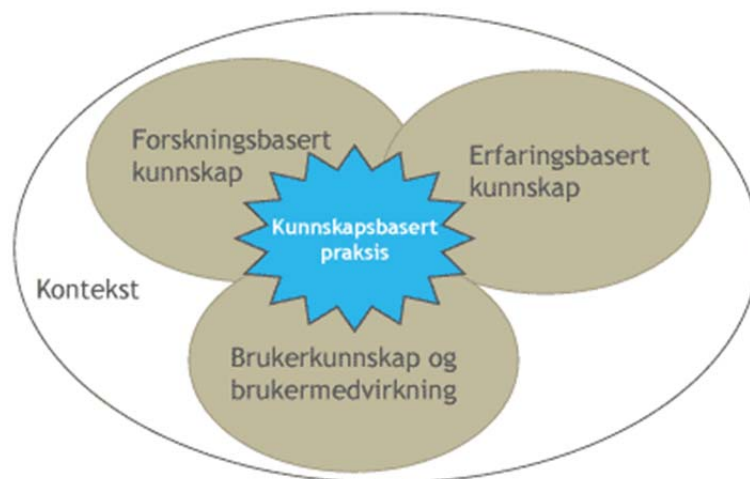 Forskningsbasert
kunnskap
Erfaringsbasert
kunnskap
Kunnskapsbasert
praksis
Kontekst
Brukerkunnskap og
brukermedvirkning